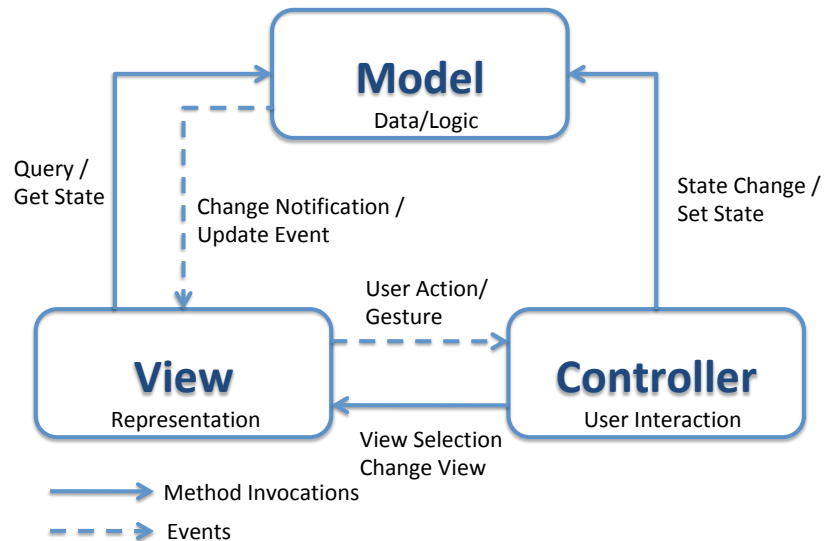 Model
Data/Logic
Query /
Get State
Change Notification /
Update Event
State Change /
Set State
User Action/
Gesture
View
Representation
Controller
User Interaction
View Selection
Change View
Method Invocations
Events